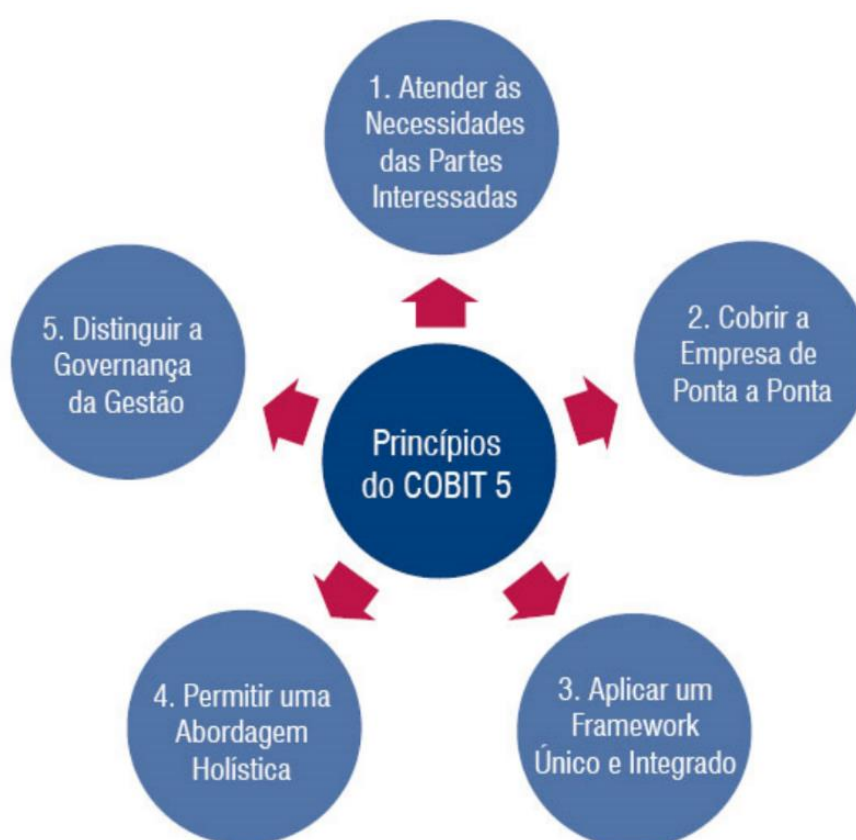 1. Atender às
Necessidades
das Partes
Interessadas
5. Distinguir a
Governança
da Gestão
2. Cobrir a
Empresa de
Ponta a Ponta
Princípios
do COBIT 5
4. Permitir uma
Abordagem
Holística
3. Aplicar um
Framework
Único e Integrado